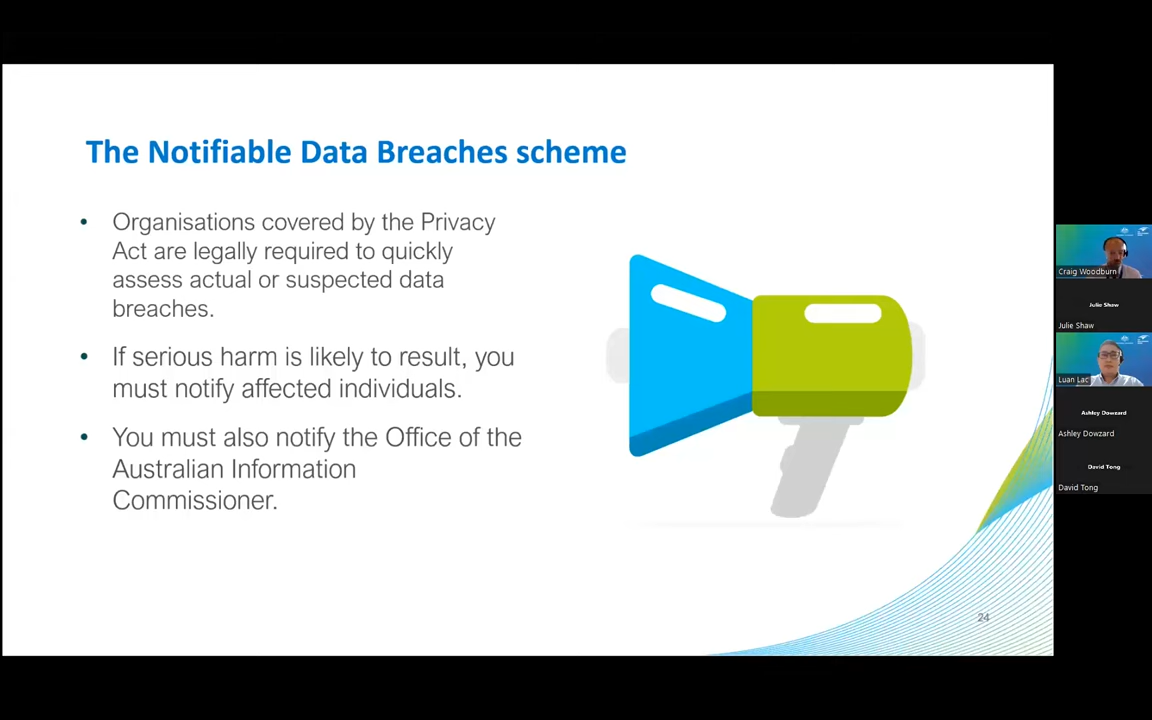 The Notifiable Data Breaches scheme
• Organisations covered by the Privacy
Act are legally required to quickly
assess actual or suspected data
breaches.
• If serious harm is likely to result, you
must notify affected individuals.
• You must also notify the Office of the
Australian Information
Commissioner.
24
Craig Woodburn
Julie Shaw
Julie Shaw
Luan Lac
Ashley Dowzard
Ashley Dowzard
David Tong
David Tong